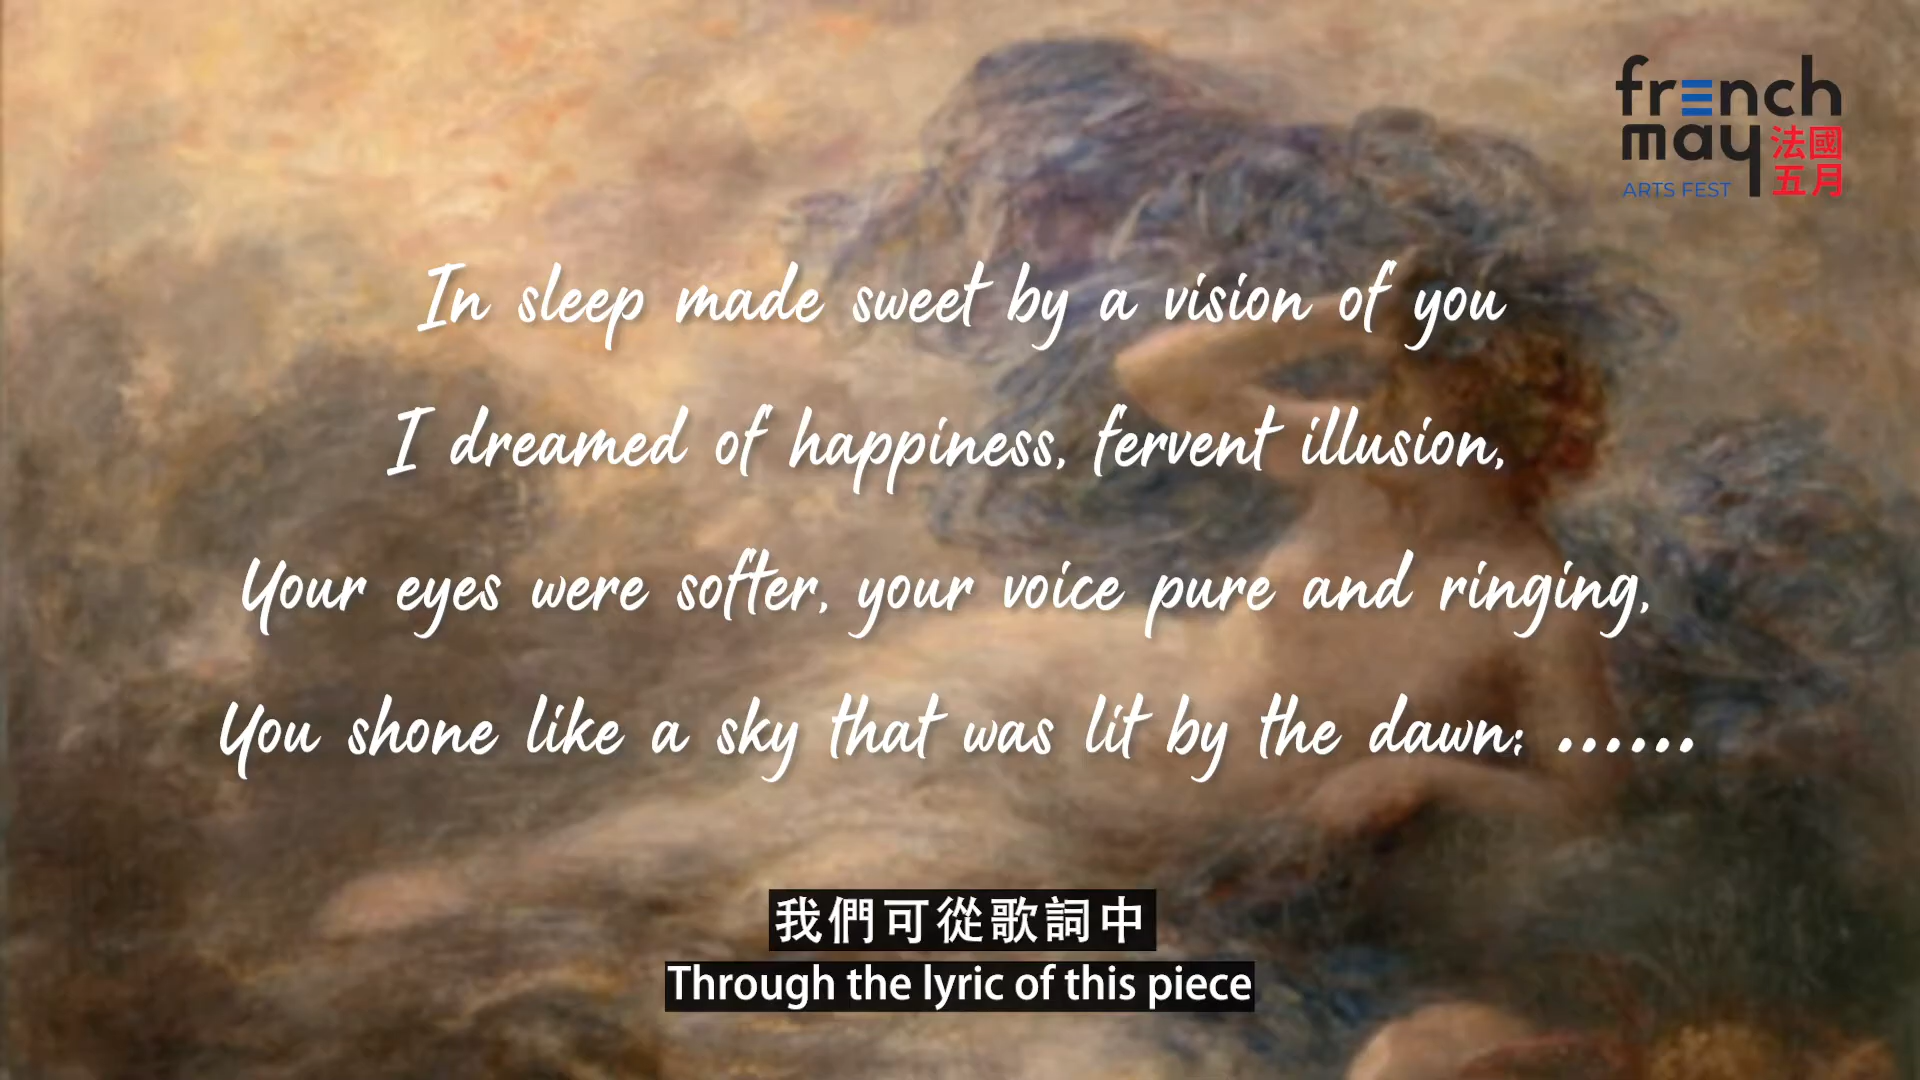 french
may 法國
ARTS FEST 五月
In sleep made sweet by a vision of you
I dreamed of happiness, fervent illusion,
Your eyes were softer, your voice pure and ringing,
You shone like a sky that was lit by the dawn: ......
我們可從歌詞中
Through the lyric of this piece